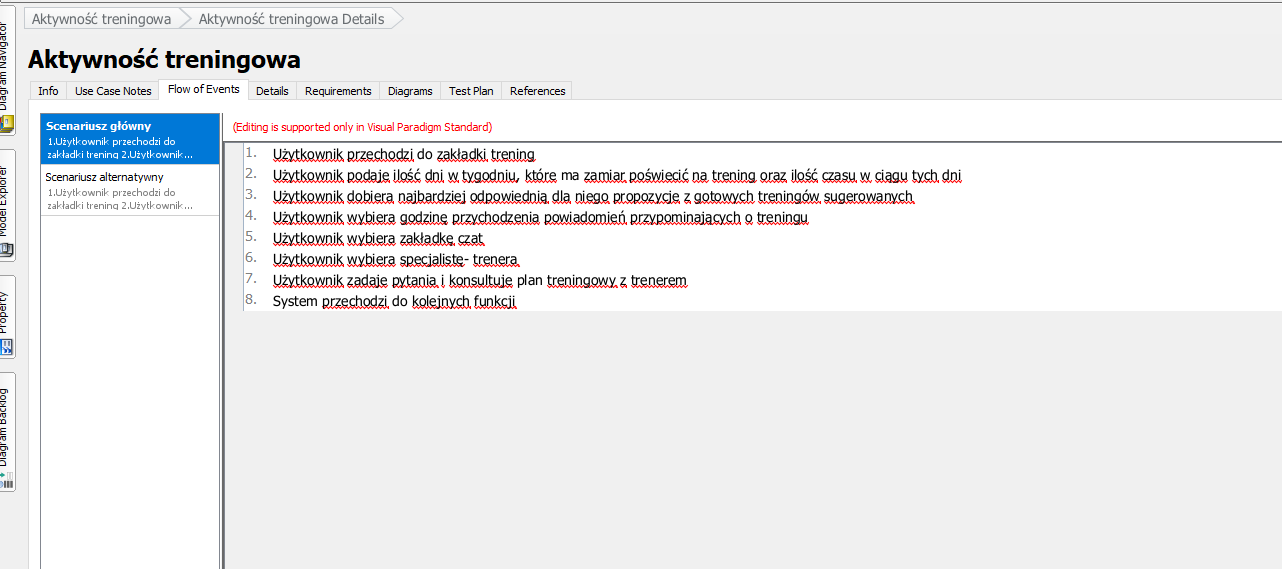 Aktywność treningowa
Aktywność treningowa Details
Aktywność treningowa
Info
Use Case Notes
Flow of Events
Details
Requirements
Diagrams
Test Plan
References
Diagram Navigator
Model Explorer
Property
Diagram Backlog
Scenariusz główny
1.Użytkownik przechodzi do
zakładki trening 2.Użytkownik...
Scenariusz alternatywny
1.Użytkownik przechodzi do
zakładki trening 2.Użytkownik...
(Editing is supported only in Visual Paradigm Standard)
1. Użytkownik przechodzi do zakładki trening
2. Użytkownik podaje ilość dni w tygodniu, które ma zamiar poświecić na trening oraz ilość czasu w ciągu tych dni
3. Użytkownik dobiera najbardziej odpowiednią dla niego propozycje z gotowych treningów sugerowanych
4. Użytkownik wybiera godzinę przychodzenia powiadomień przypominających o treningu
5. Użytkownik wybiera zakładkę czat
6. Użytkownik wybiera specjalistę- trenera
7. Użytkownik zadaje pytania i konsultuje plan treningowy z trenerem
8. System przechodzi do kolejnych funkcji